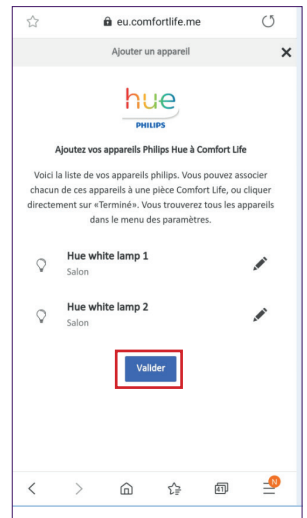 eu.comfortlife.me
Ajouter un appareil
hue
PHILIPS
Ajoutez vos appareils Philips Hue à Comfort Life
Voici la liste de vos appareils philips. Vous pouvez associer
chacun de ces appareils à une pièce Comfort Life, ou cliquer
directement sur «Terminé». Vous trouverez tous les appareils
dans le menu des paramètres.
Hue white lamp 1
Salon
Hue white lamp 2
Salon
Valider
41
N